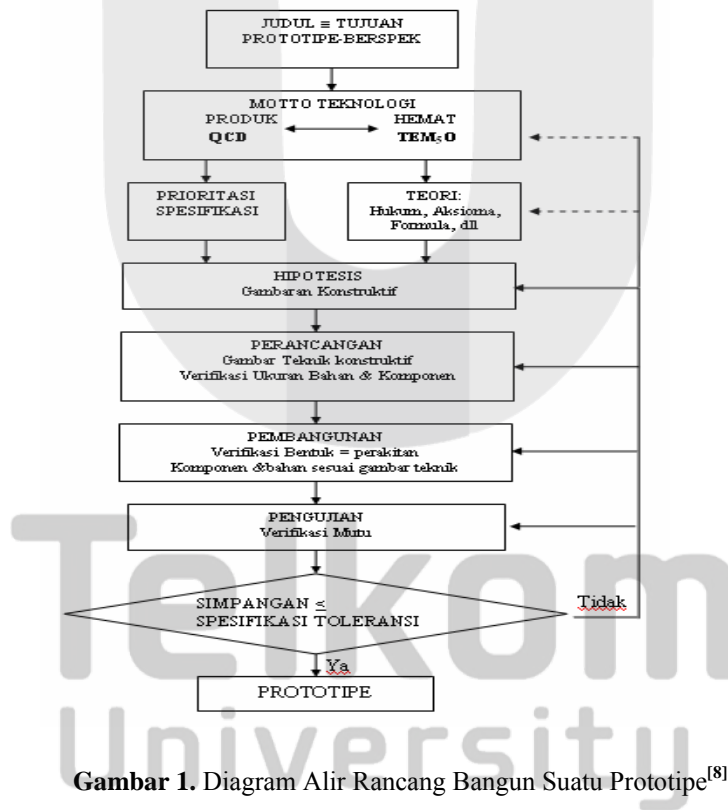 JUDUL ≡ TUJUAN
PROTOTIPE-BERSPEK
MOTTO TEKNOLOGI
PRODUK HEMAT
QCD TEM5O
PRIORITASI
SPESIFIKASI
TEORI:
Hukum, Aksioma,
Formula, dll
HIPOTESIS
Gambaran Konstruktif
PERANCANGAN
Gambar Teknik konstruktif
Verifikasi Ukuran Bahan & Komponen
PEMBANGUNAN
Verifikasi Bentuk = perakitan
Komponen &bahan sesuai gambar teknik
PENGUJIAN
Verifikasi Mutu
SIMPANGAN ≤
SPESIFIKASI TOLERANSI
Tidak
Ya
PROTOTIPE
Telkom
University
Gambar 1. Diagram Alir Rancang Bangun Suatu Prototipe[8]